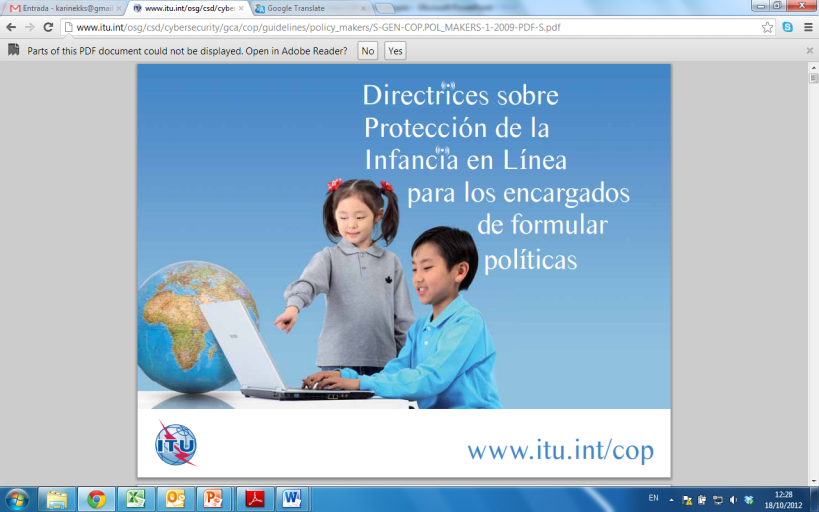 Entrada - karinekks@gmail
www.itu.int/osg/csd/cyber
Google Translate
www.itu.int/osg/csd/cybersecurity/gca/cop/guidelines/policy_makers/S-GEN-COP.POL_MAKERS-1-2009-PDF-S.pdf
Parts of this PDF document could not be displayed. Open in Adobe Reader? No Yes
Directrices sobre
Protección de la
Infancia en Línea
para los encargados
de formular
políticas
ITU
www.itu.int/cop
EN
12:28
18/10/2012